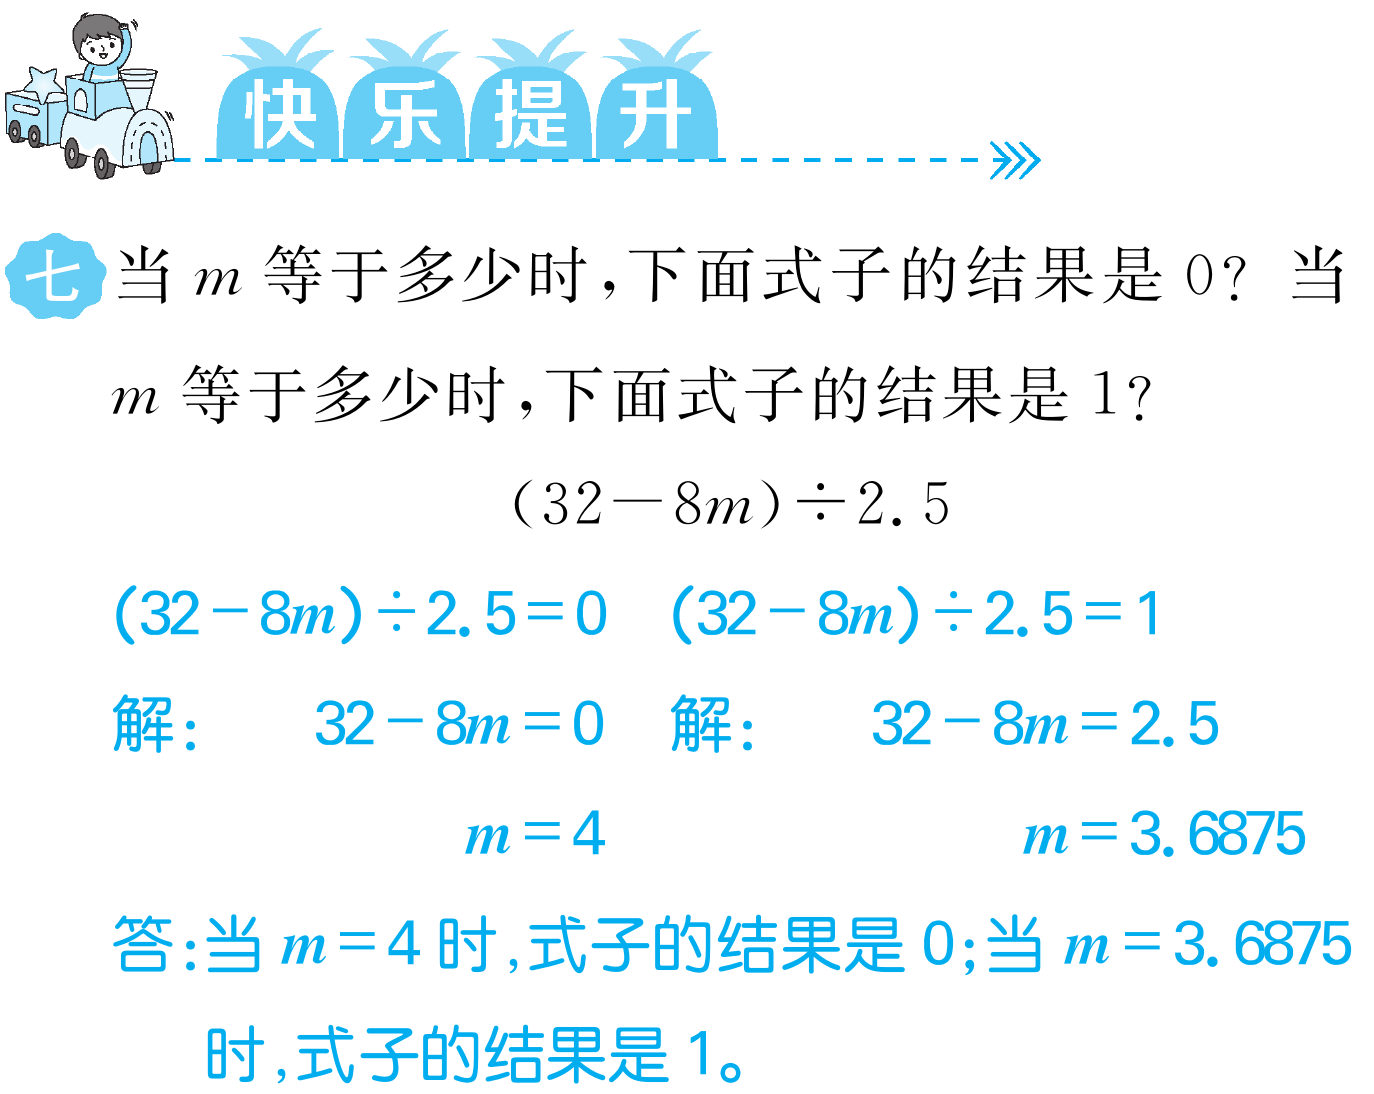 快乐提升
七 当 m 等于多少时,下面式子的结果是 0? 当
m 等于多少时,下面式子的结果是 1?
(32-8m)÷2.5
(32-8m)÷2.5=0 (32-8m)÷2.5=1
解: 32-8m=0 解: 32-8m=2.5
m=4 m=3.6875
答:当 m=4 时,式子的结果是 0;当 m=3.6875
时,式子的结果是 1。